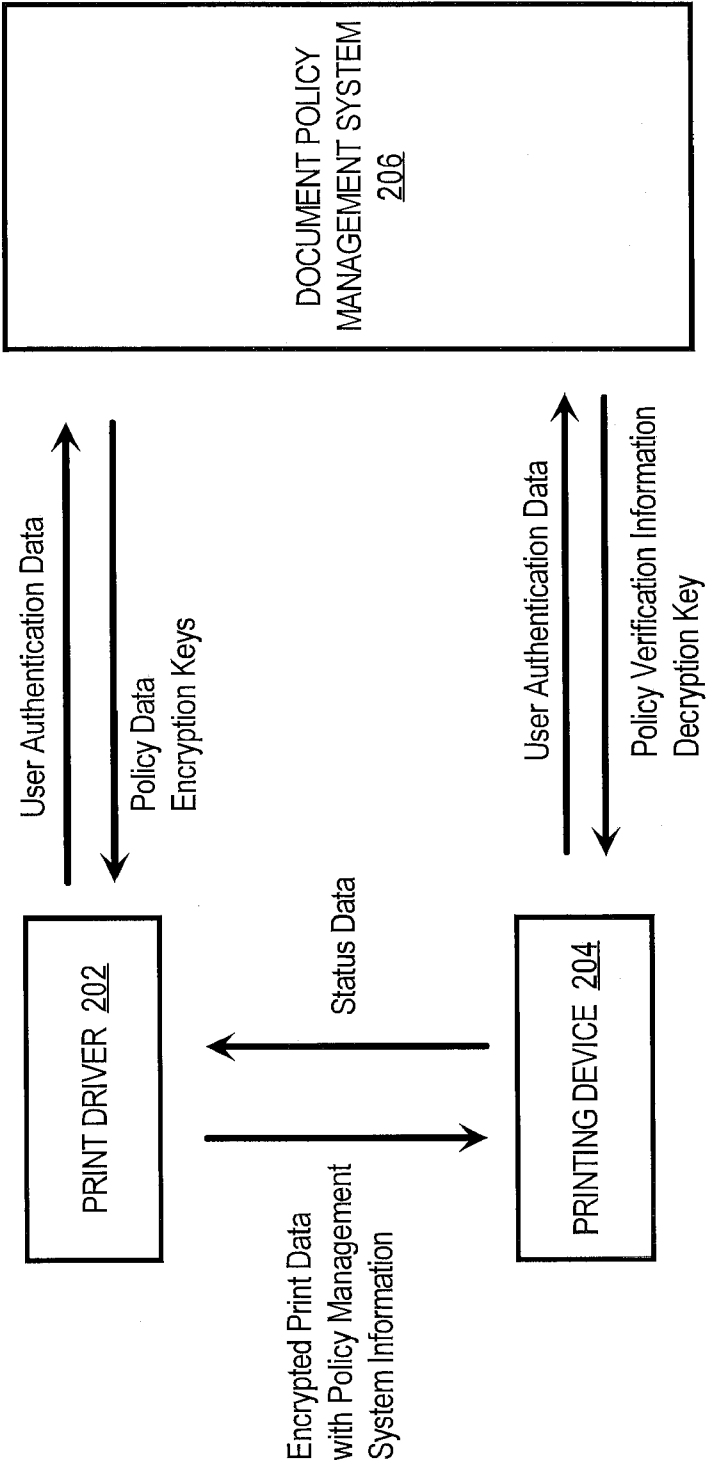 PRINT DRIVER 202
User Authentication Data
Policy Data
Encryption Keys
DOCUMENT POLICY
MANAGEMENT SYSTEM
206
Encrypted Print Data
with Policy Management
System Information
Status Data
PRINTING DEVICE 204
User Authentication Data
Policy Verification Information
Decryption Key